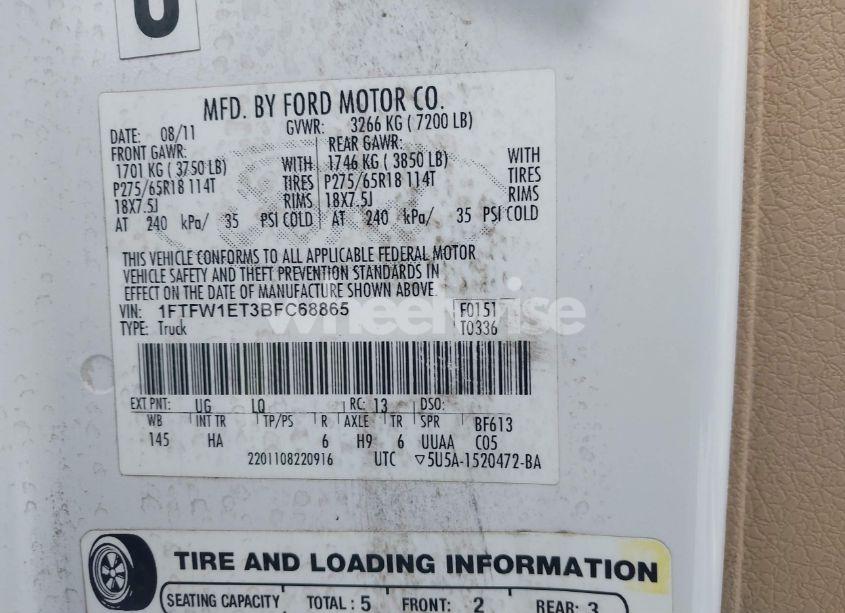 MFD. BY FORD MOTOR CO.
DATE: 08/11 GVWR: 3266 KG ( 7200 LB)
FRONT GAWR: REAR GAWR:
1701 KG ( 3750 LB) WITH 1746 KG ( 3850 LB) WITH
P275/65R18 114T TIRES P275/65R18 114T TIRES
18X7.5J RIMS 18X7.5J RIMS
AT 240 kPa/ 35 PSI COLD AT 240 kPa/ 35 PSI COLD
THIS VEHICLE CONFORMS TO ALL APPLICABLE FEDERAL MOTOR
VEHICLE SAFETY AND THEFT PREVENTION STANDARDS IN
EFFECT ON THE DATE OF MANUFACTURE SHOWN ABOVE.
VIN: 1FTFW1ET3BFC68865 F0151
TYPE: Truck T0336
wheelwise
EXT PNT: UG LQ RC: 13 DSO:
WB INT TR TP/PS R AXLE TR SPR BF613
145 HA 6 H9 6 UUAA C05
2201108220916 UTC ▽5U5A-1520472-BA
TIRE AND LOADING INFORMATION
SEATING CAPACITY TOTAL : 5 FRONT: 2 REAR: 3